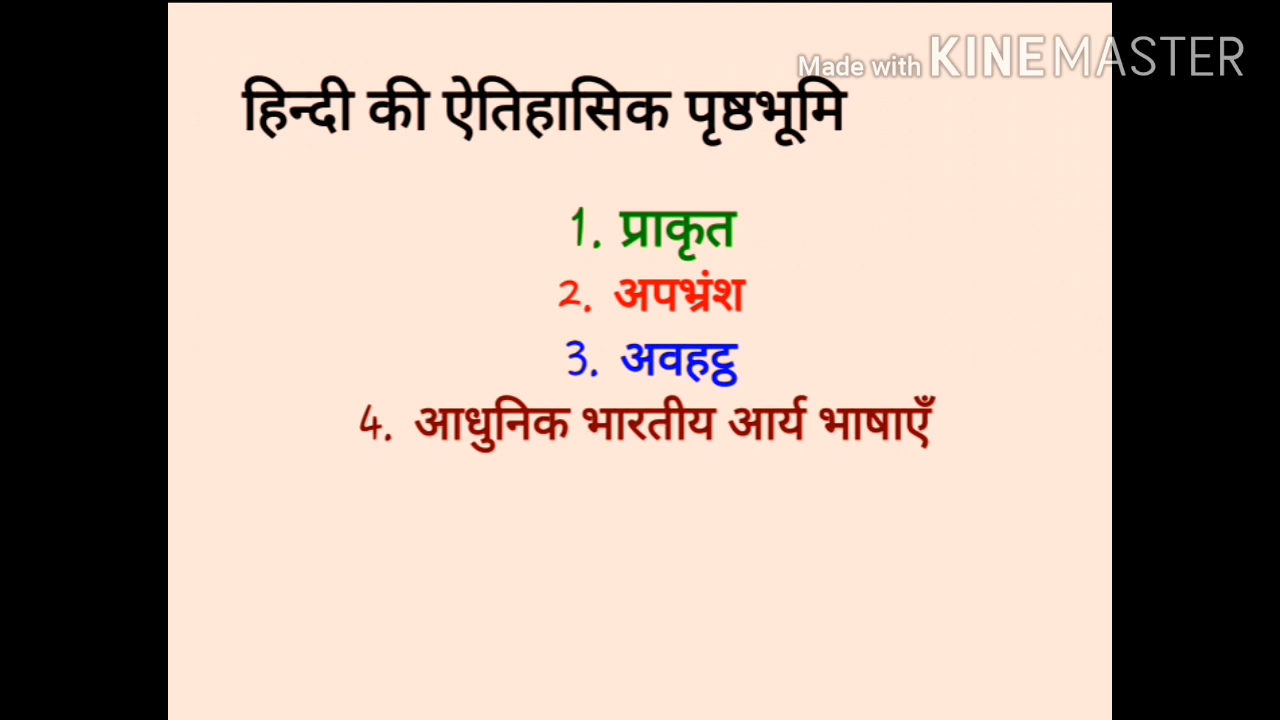 Made with KINEMASTER
हिन्दी की ऐतिहासिक पृष्ठभूमि
1. प्राकृत
2. अपभ्रंश
3. अवहट्ठ
4. आधुनिक भारतीय आर्य भाषाएँ